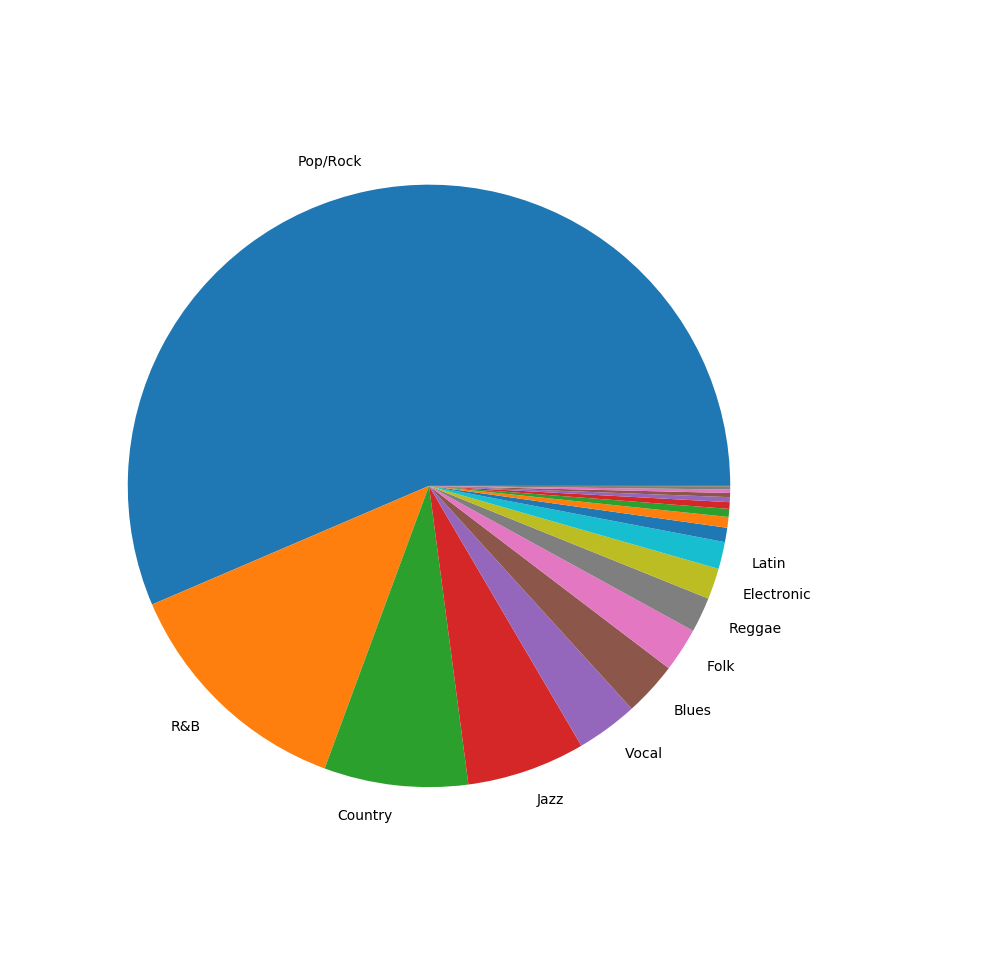 Pop/Rock
Latin
Electronic
Reggae
Folk
Blues
R&B
Vocal
Jazz
Country